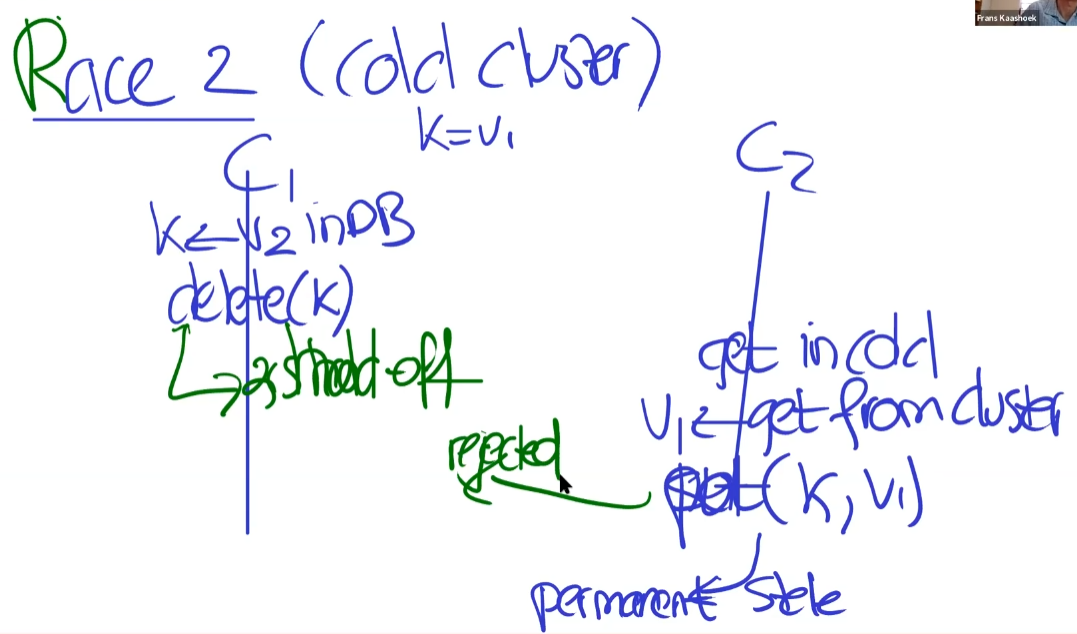 Frans Kaashoek
Race 2 (cold cluster)
k=v1
C1
k←v2 in DB
delete(k)
→ 2s hold off
C2
get in cold
v1← get from cluster
rejected
set(k, v1)
permanent stale